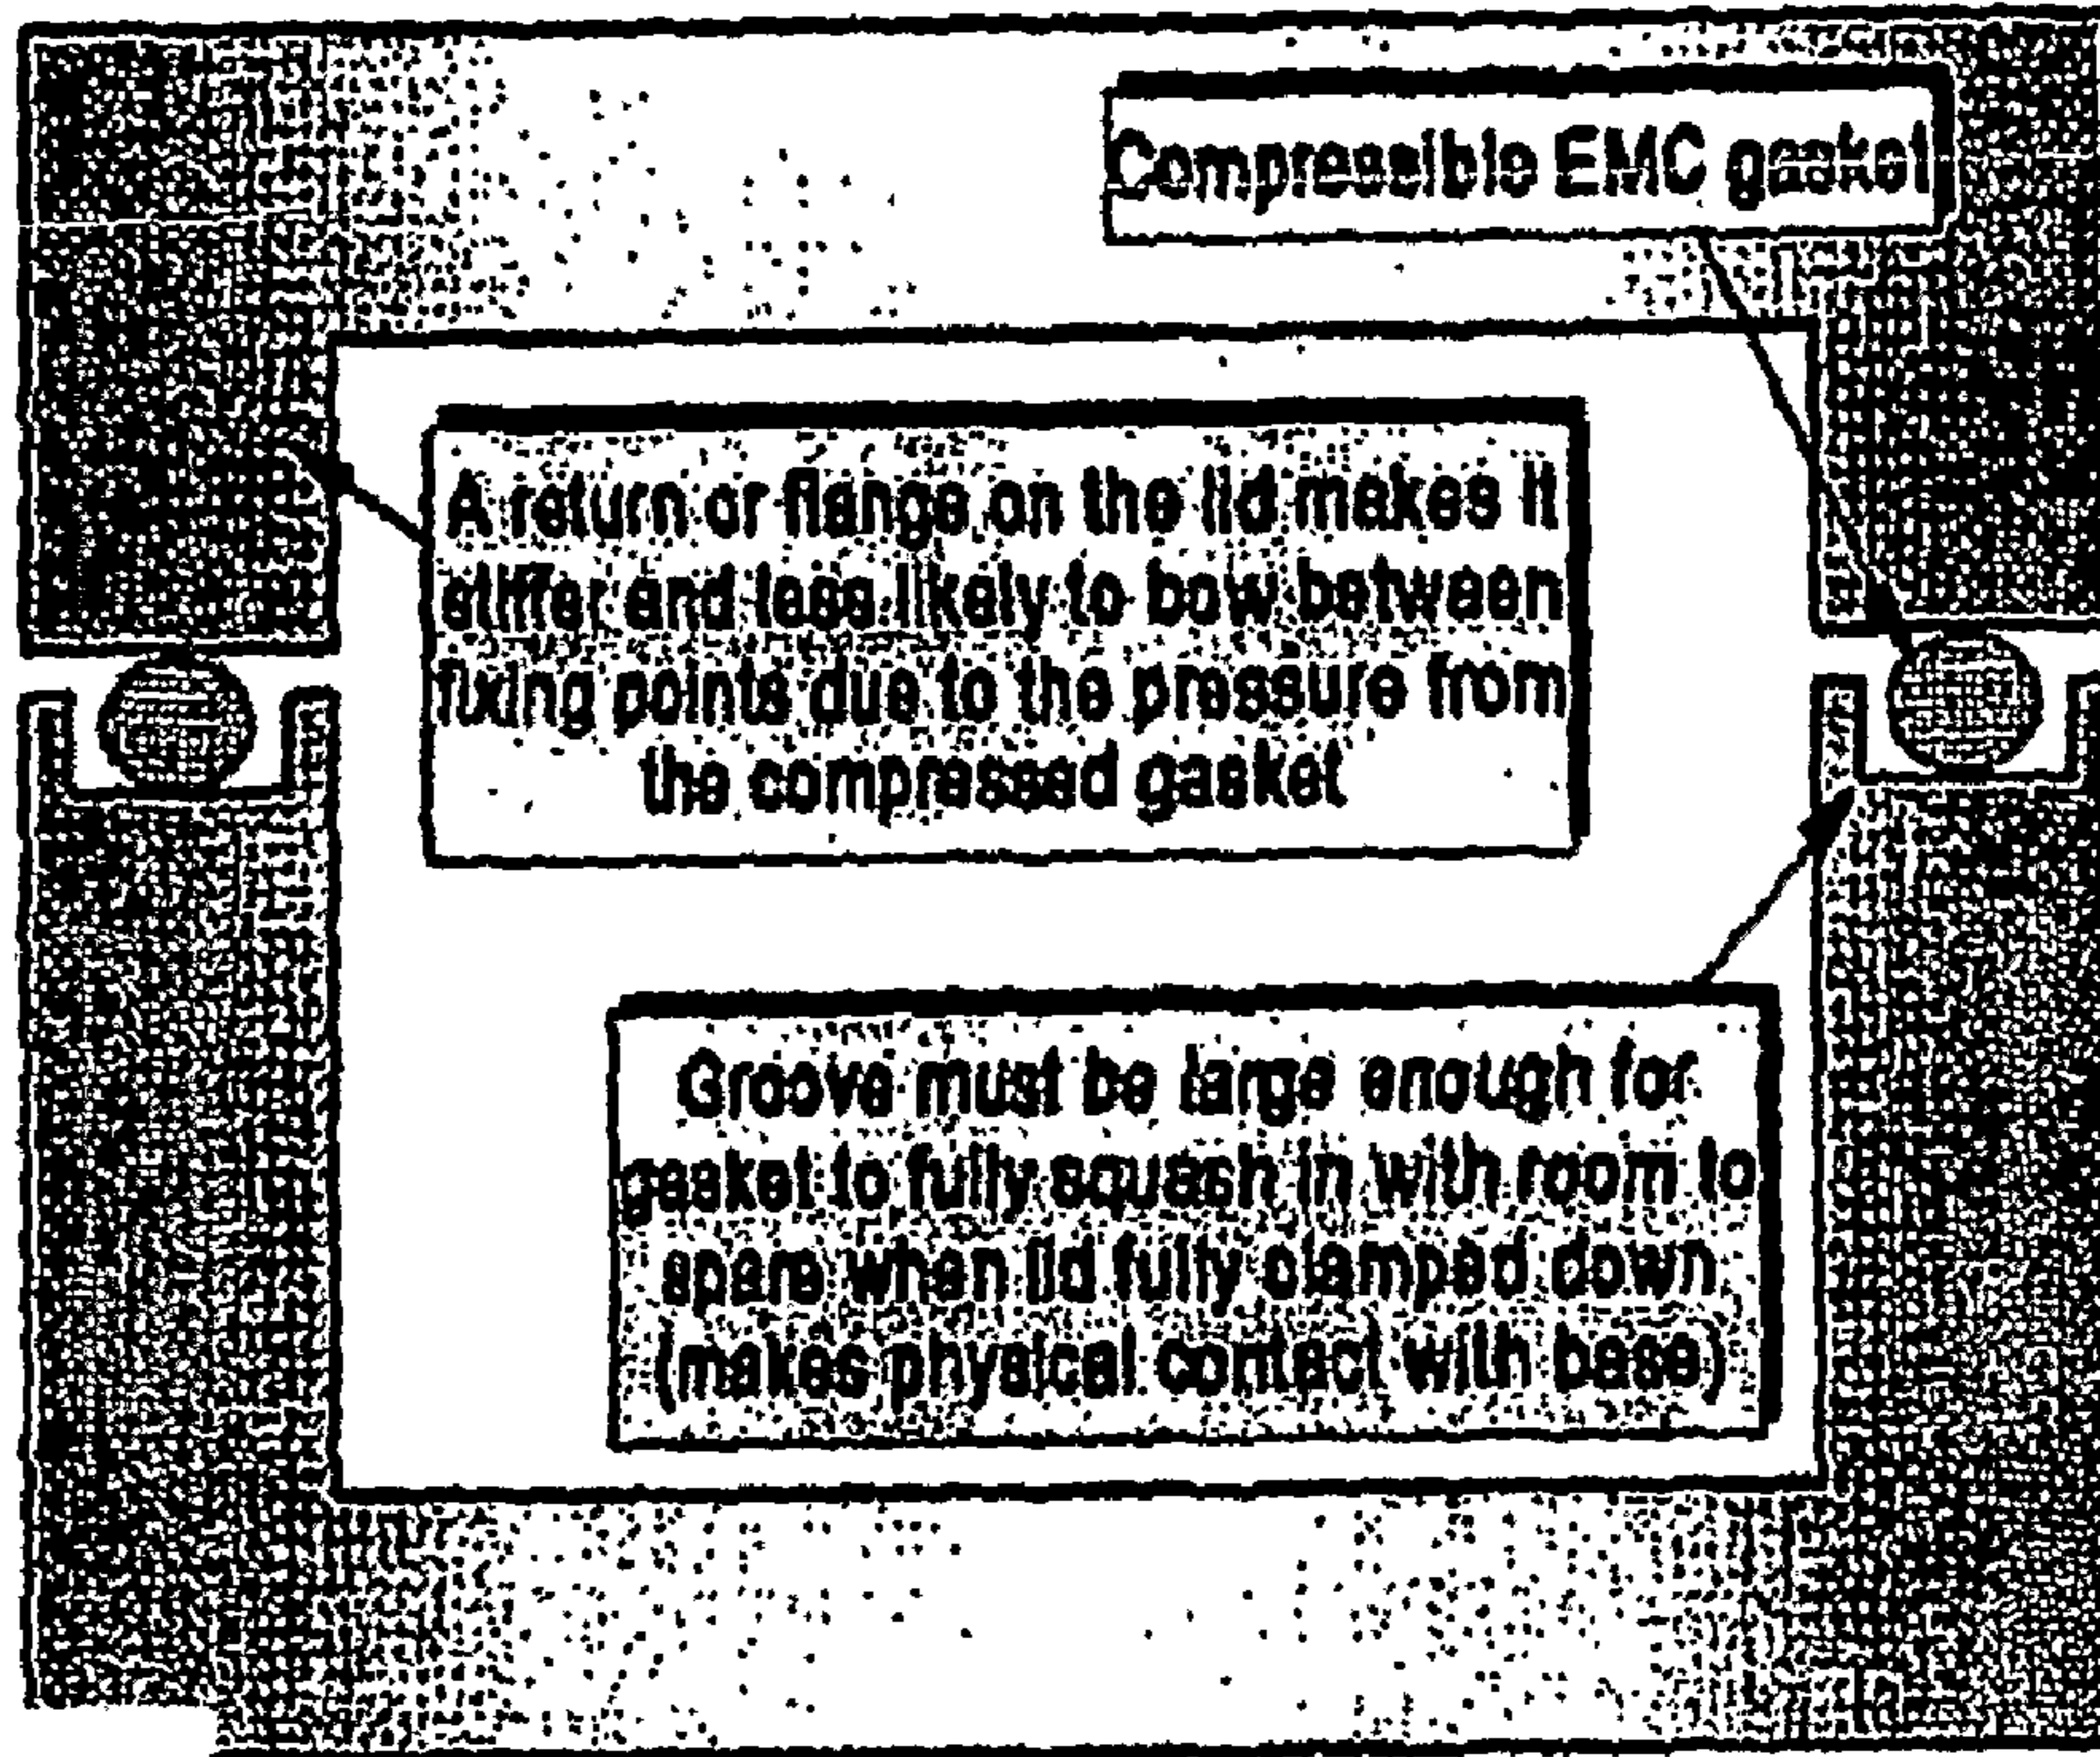 Compressible EMC gasket
A return or flange on the lid makes it
stiffer and less likely to bow between
fixing points due to the pressure from
the compressed gasket
Groove must be large enough for
gasket to fully squash in with room to
spare when lid fully clamped down
(makes physical contact with base)